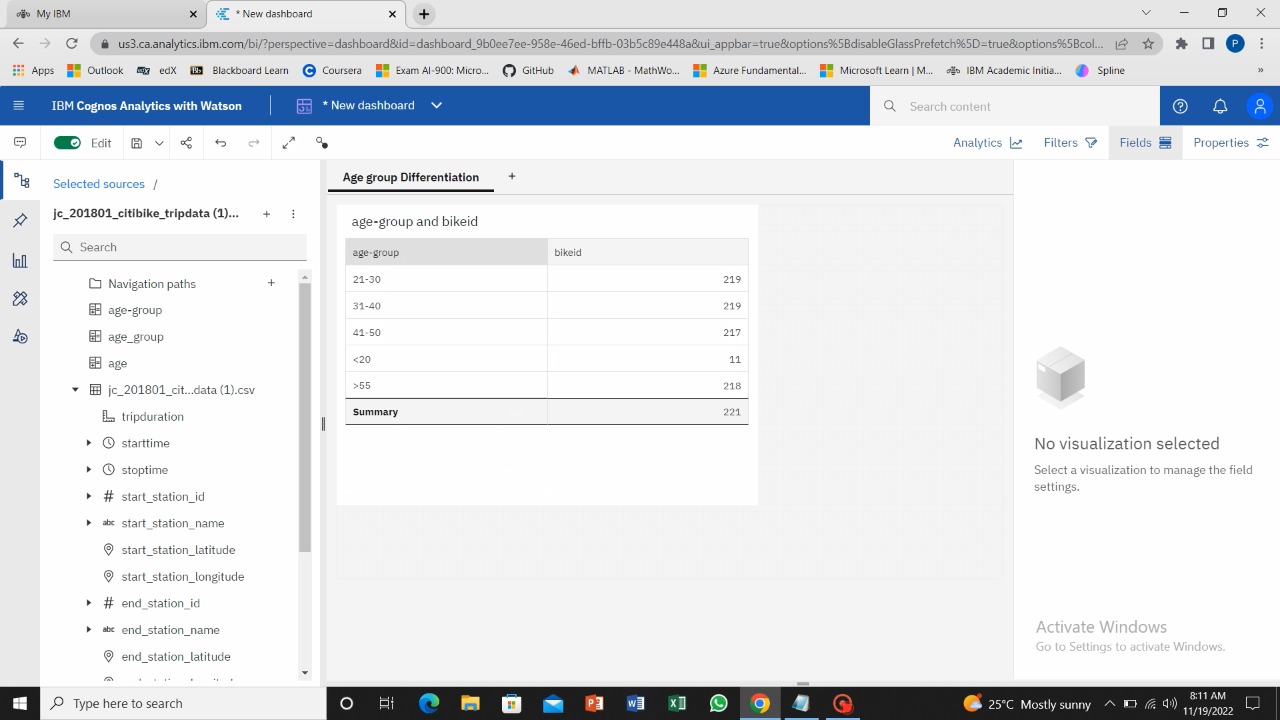 My IBM
* New dashboard
us3.ca.analytics.ibm.com/bi/?perspective=dashboard&id=dashboard_9b0ee7ec-578e-46ed-bffb-03b5c89e448a&ui_appbar=true&options%5BdisableGlassPrefetch%5D=true&options%5Bcol...
Apps
Outlook
edX
Blackboard Learn
Coursera
Exam AI-900: Micro...
GitHub
MATLAB - MathWo...
Azure Fundamental...
Microsoft Learn | M...
IBM Academic Initia...
Spline
»
P
IBM Cognos Analytics with Watson
* New dashboard
Search content
Edit
Analytics
Filters
Fields
Properties
Selected sources /
jc_201801_citibike_tripdata (1)...
Search
Navigation paths
age-group
age_group
age
jc_201801_cit...data (1).csv
tripduration
starttime
stoptime
# start_station_id
abc start_station_name
start_station_latitude
start_station_longitude
# end_station_id
abc end_station_name
end_station_latitude
Age group Differentiation
age-group and bikeid
age-group bikeid
21-30 219
31-40 219
41-50 217
<20 11
>55 218
Summary 221
No visualization selected
Select a visualization to manage the field
settings.
Activate Windows
Go to Settings to activate Windows.
Type here to search
25°C Mostly sunny
8:11 AM
11/19/2022